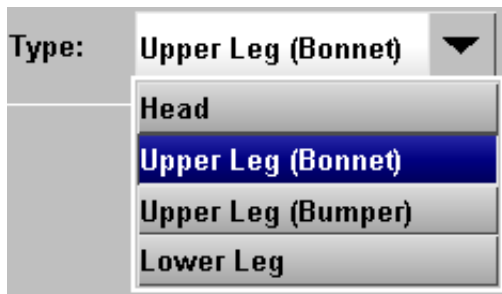 Type: Upper Leg (Bonnet)
Head
Upper Leg (Bonnet)
Upper Leg (Bumper)
Lower Leg